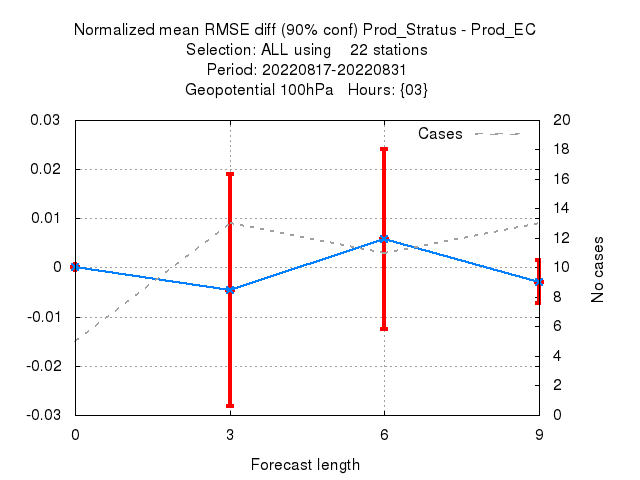 Normalized mean RMSE diff (90% conf) Prod_Stratus - Prod_EC
Selection: ALL using    22 stations
Period: 20220817-20220831
Geopotential 100hPa   Hours: {03}
Cases
0.03
0.02
0.01
0
-0.01
-0.02
-0.03
20
18
16
14
12
10
8
6
4
2
0
No cases
0 3 6 9
Forecast length